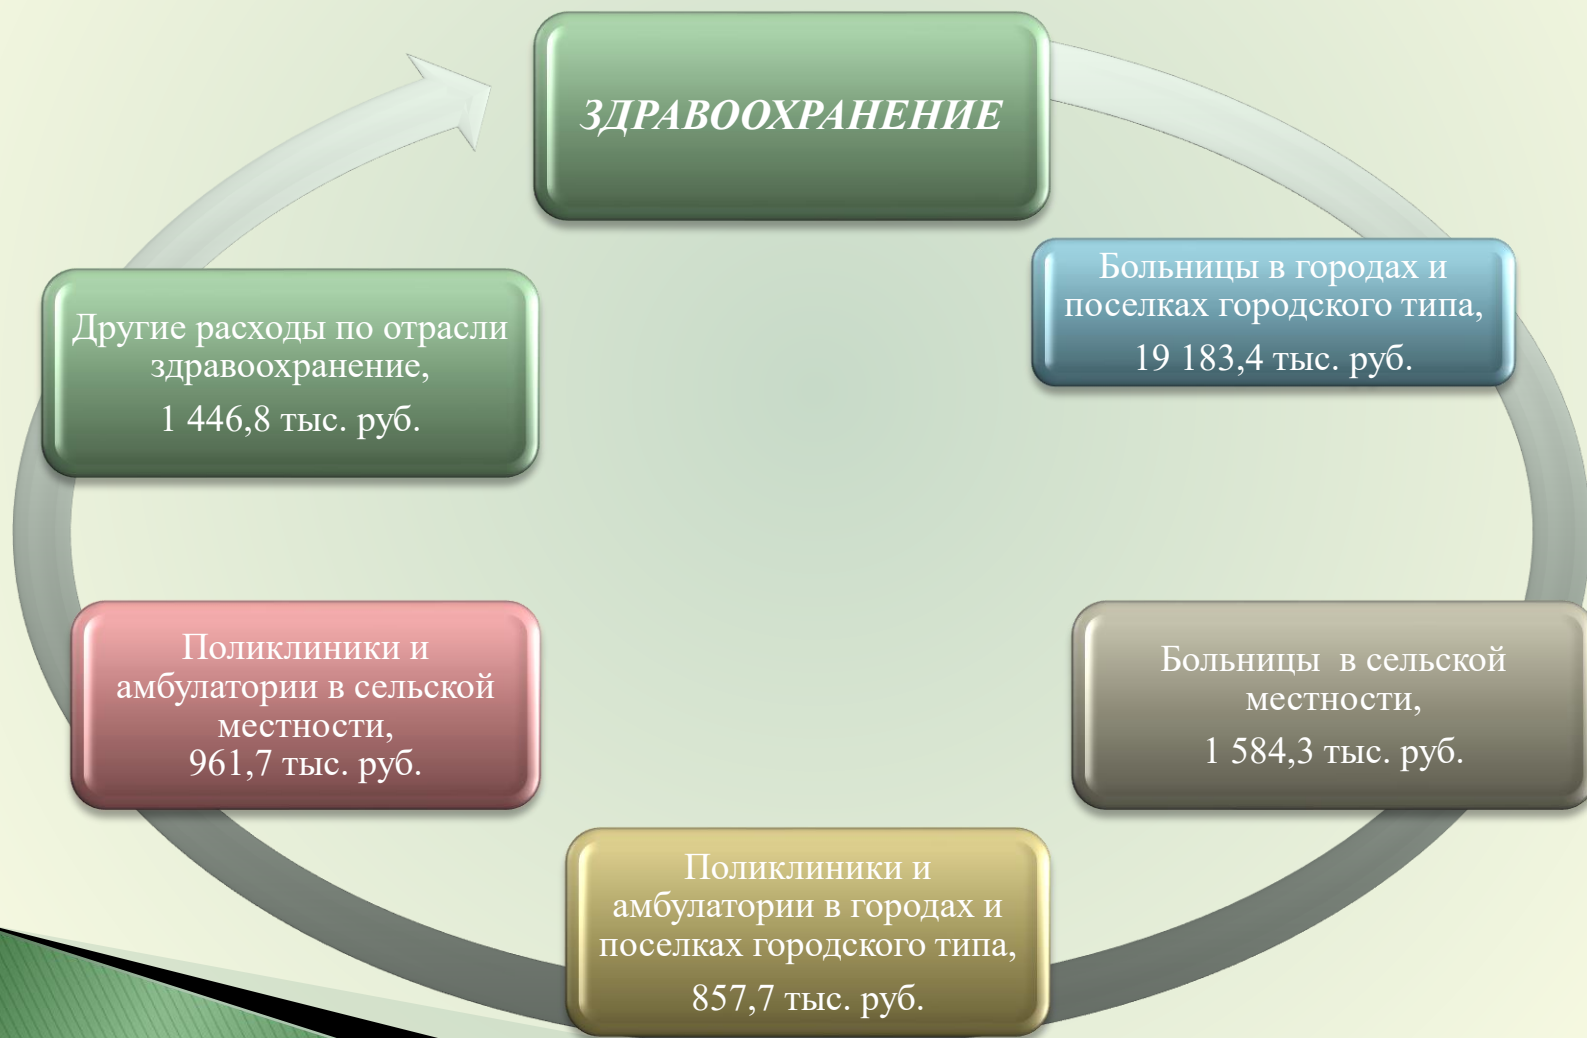 ЗДРАВООХРАНЕНИЕ
Больницы в городах и
поселках городского типа,
19 183,4 тыс. руб.
Больницы  в сельской
местности,
1 584,3 тыс. руб.
Поликлиники и
амбулатории в городах и
поселках городского типа,
857,7 тыс. руб.
Поликлиники и
амбулатории в сельской
местности,
961,7 тыс. руб.
Другие расходы по отрасли
здравоохранение,
1 446,8 тыс. руб.